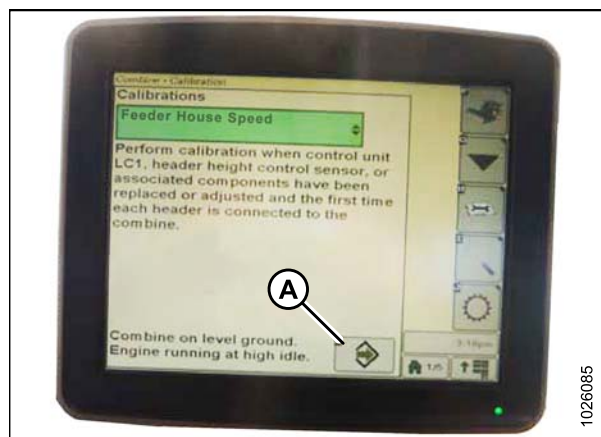 Combine - Calibration
Calibrations
Feeder House Speed
Perform calibration when control unit
LC1, header height control sensor, or
associated components have been
replaced or adjusted and the first time
each header is connected to the
combine.
A
Combine on level ground.
Engine running at high idle.
1/5
1026085